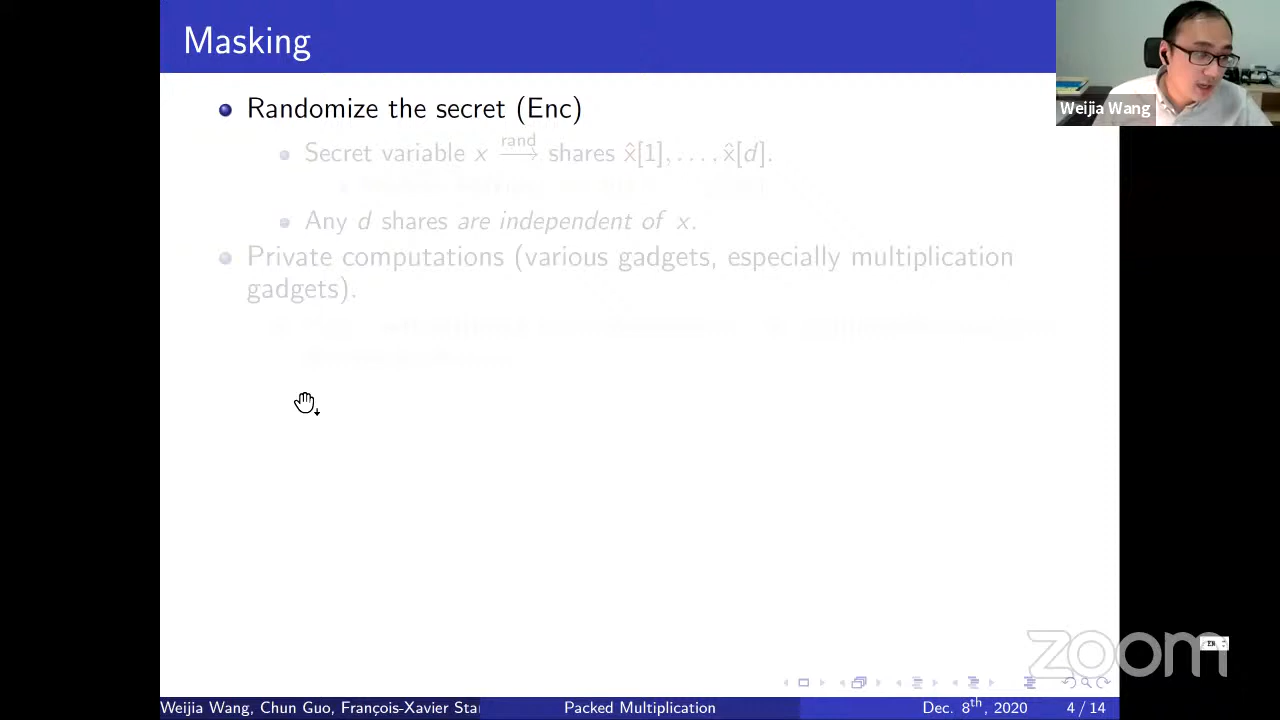 Masking
Weijia Wang
Randomize the secret (Enc)
Secret variable x —rand→ shares x̂[1], . . . , x̂[d].
Any d shares are independent of x.
Private computations (various gadgets, especially multiplication
gadgets).
zoom
EN
Weijia Wang, Chun Guo, François-Xavier Sta
Packed Multiplication
Dec. 8th, 2020
4 / 14